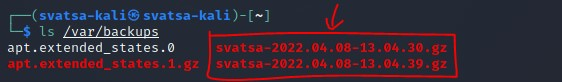 ┌──(svatsa-kali㉿svatsa-kali)-[~]
└─$ ls /var/backups
apt.extended_states.0 svatsa-2022.04.08-13.04.30.gz
apt.extended_states.1.gz svatsa-2022.04.08-13.04.39.gz